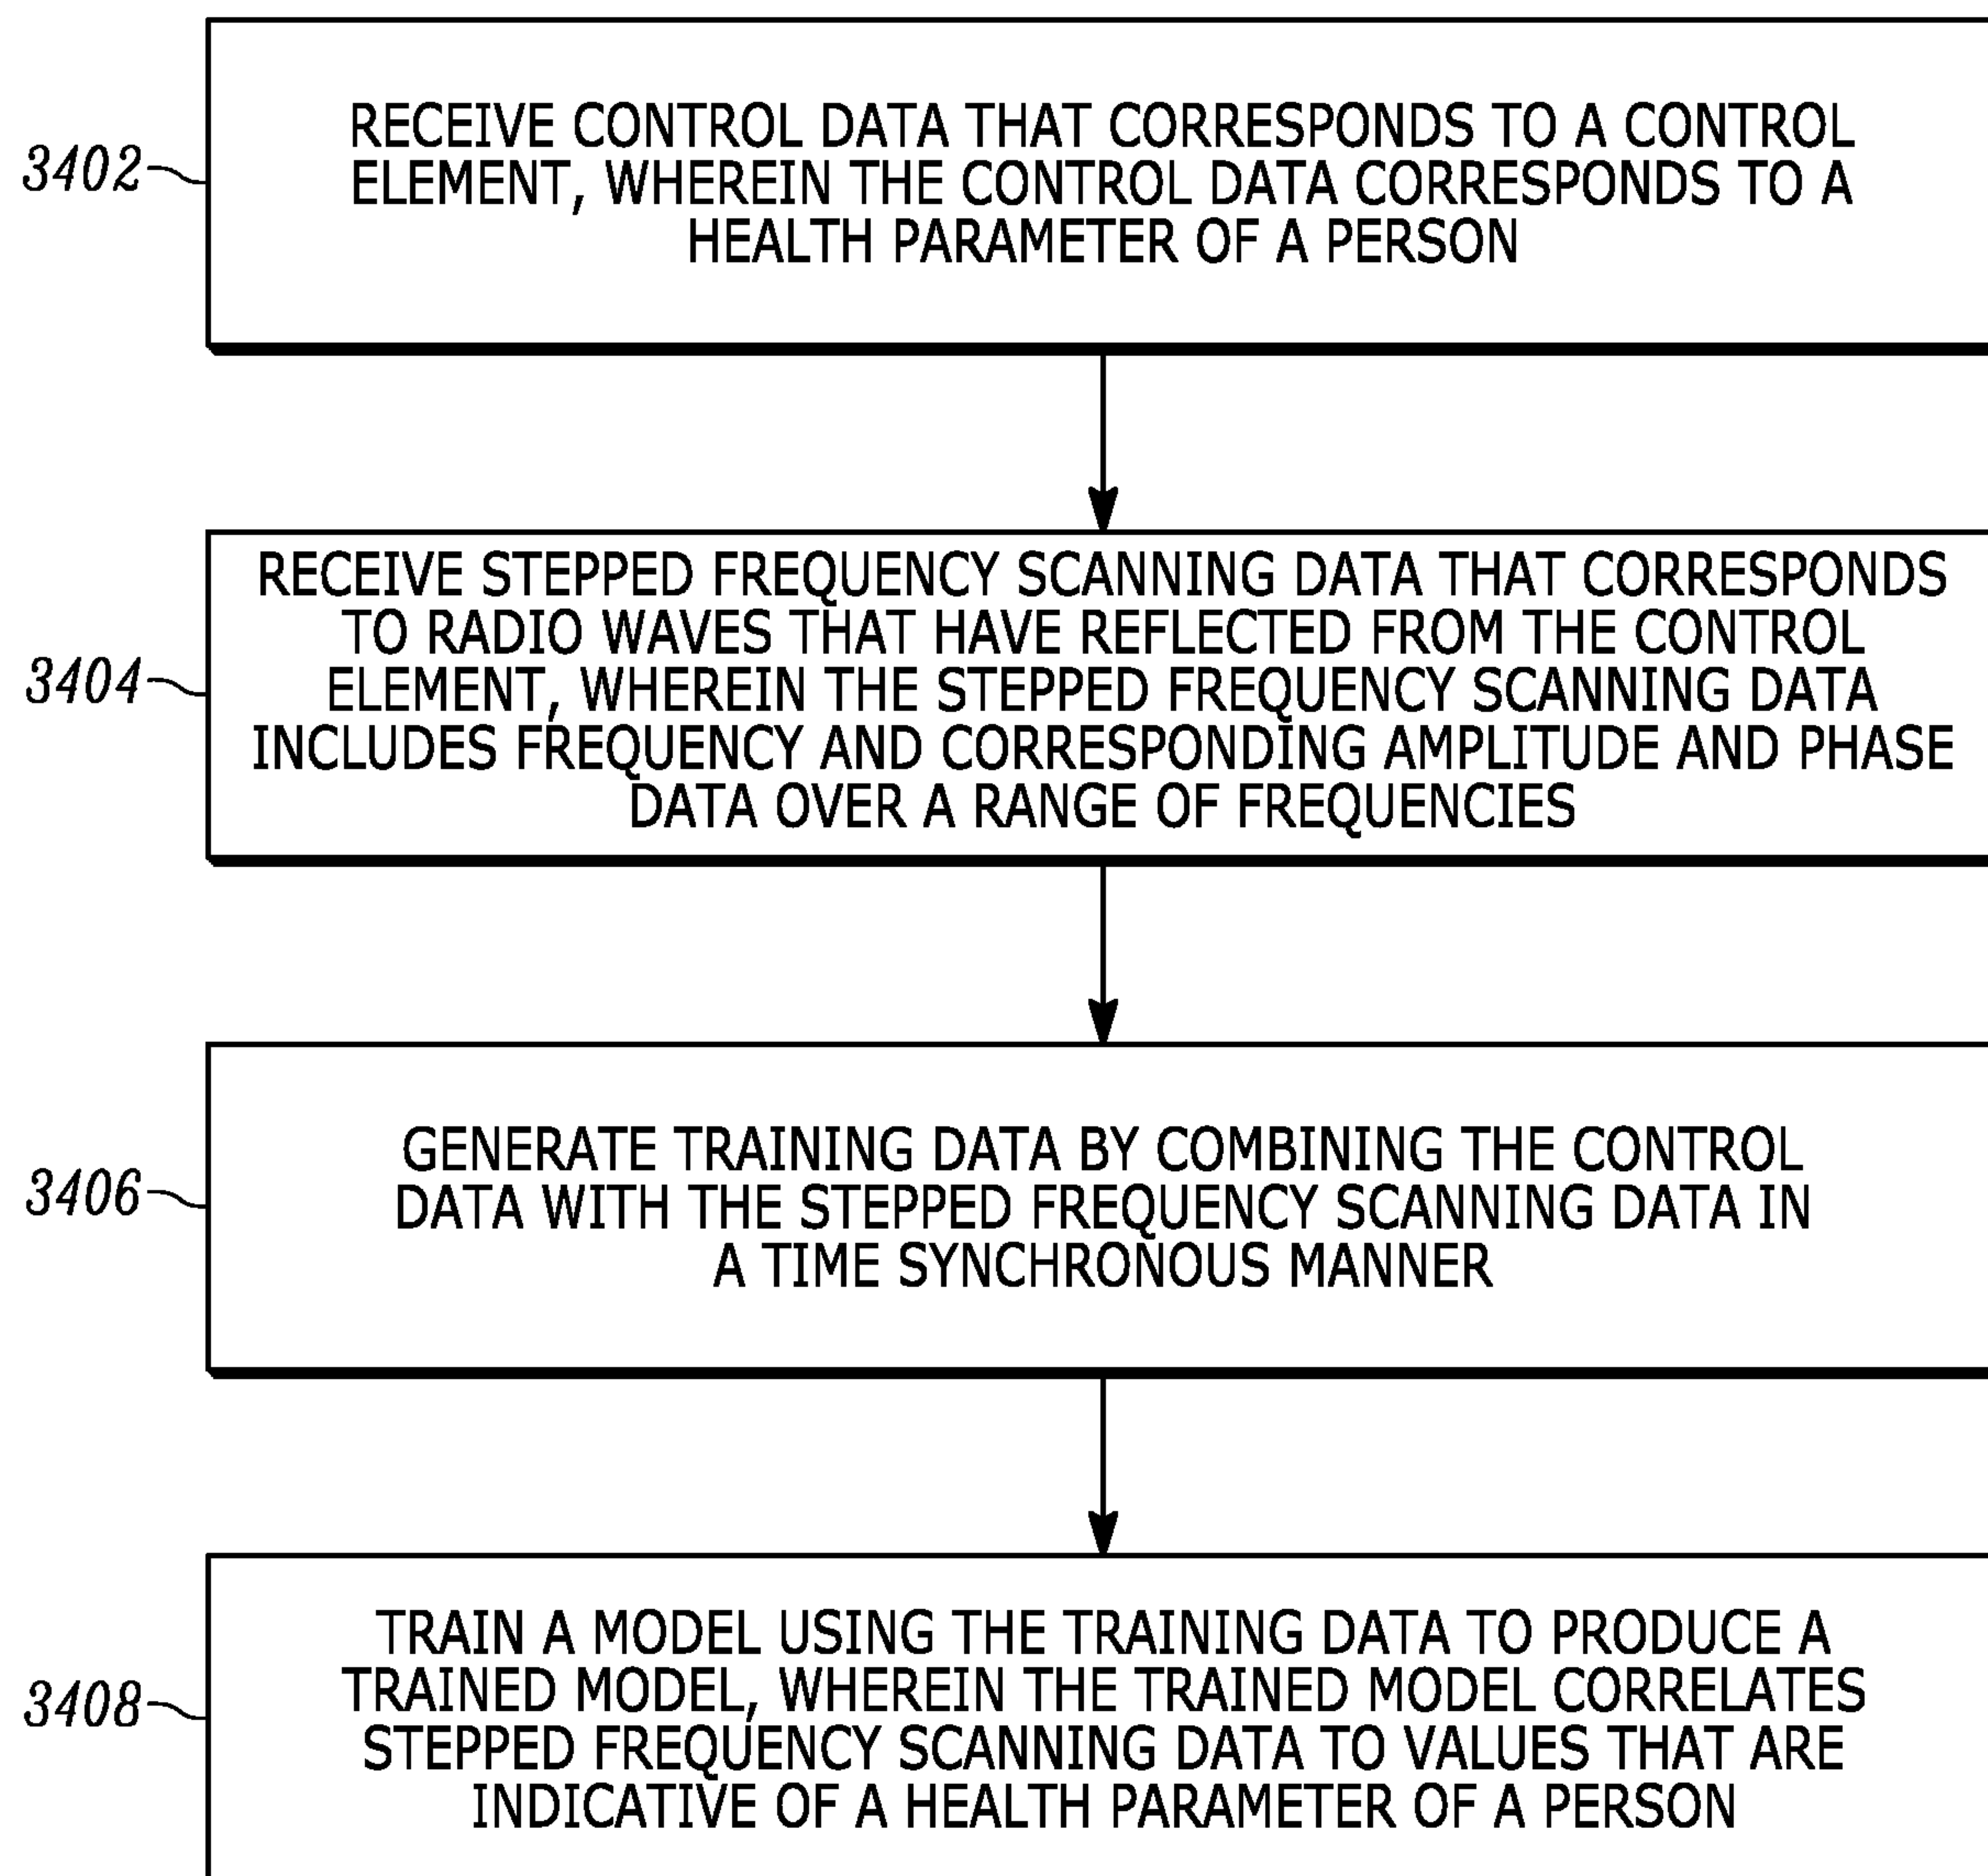 RECEIVE CONTROL DATA THAT CORRESPONDS TO A CONTROL
ELEMENT, WHEREIN THE CONTROL DATA CORRESPONDS TO A
HEALTH PARAMETER OF A PERSON
3402
RECEIVE STEPPED FREQUENCY SCANNING DATA THAT CORRESPONDS
TO RADIO WAVES THAT HAVE REFLECTED FROM THE CONTROL
ELEMENT, WHEREIN THE STEPPED FREQUENCY SCANNING DATA
INCLUDES FREQUENCY AND CORRESPONDING AMPLITUDE AND PHASE
DATA OVER A RANGE OF FREQUENCIES
3404
GENERATE TRAINING DATA BY COMBINING THE CONTROL
DATA WITH THE STEPPED FREQUENCY SCANNING DATA IN
A TIME SYNCHRONOUS MANNER
3406
TRAIN A MODEL USING THE TRAINING DATA TO PRODUCE A
TRAINED MODEL, WHEREIN THE TRAINED MODEL CORRELATES
STEPPED FREQUENCY SCANNING DATA TO VALUES THAT ARE
INDICATIVE OF A HEALTH PARAMETER OF A PERSON
3408